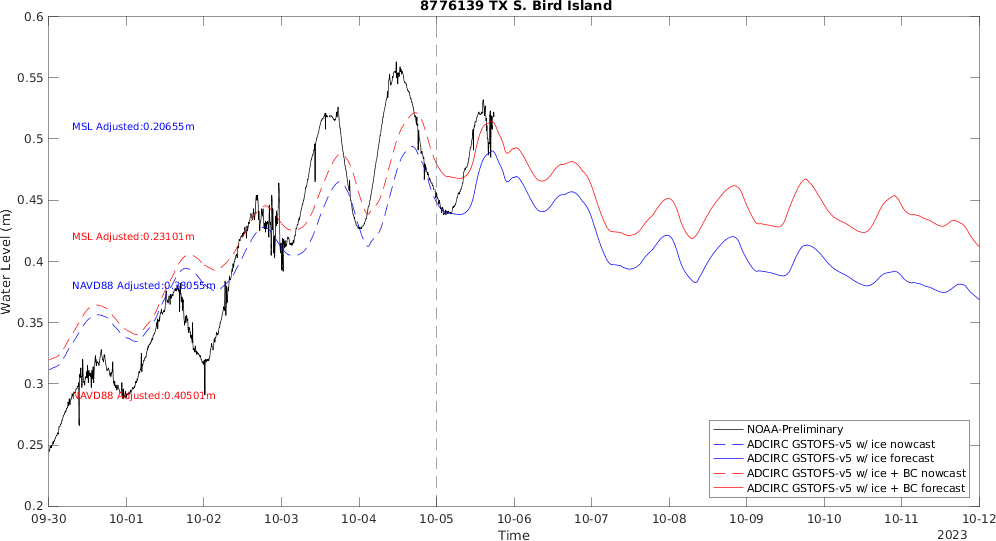 8776139 TX S. Bird Island
Water Level (m)
0.6
0.55
0.5
0.45
0.4
0.35
0.3
0.25
0.2
MSL Adjusted:0.20655m
MSL Adjusted:0.23101m
NAVD88 Adjusted:0.38055m
NAVD88 Adjusted:0.40501m
NOAA-Preliminary
ADCIRC GSTOFS-v5 w/ ice nowcast
ADCIRC GSTOFS-v5 w/ ice forecast
ADCIRC GSTOFS-v5 w/ ice + BC nowcast
ADCIRC GSTOFS-v5 w/ ice + BC forecast
09-30 10-01 10-02 10-03 10-04 10-05 10-06 10-07 10-08 10-09 10-10 10-11 10-12
Time
2023